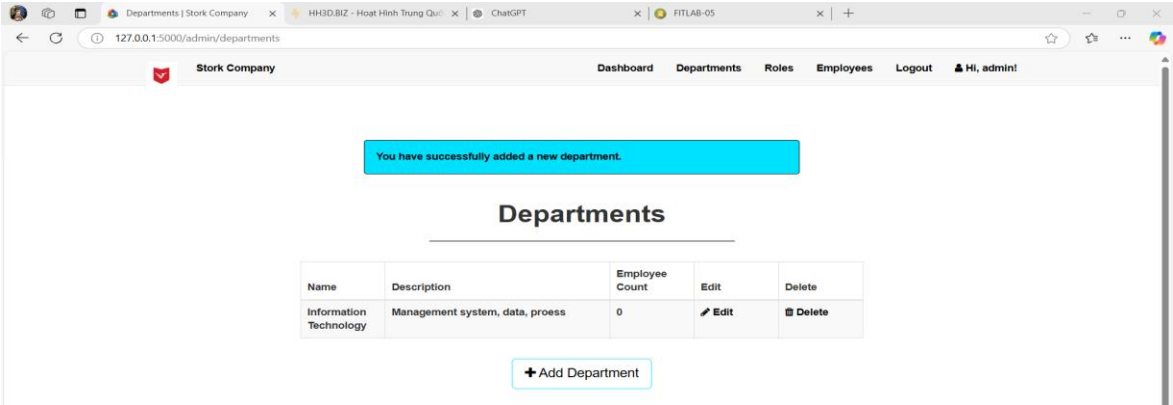 Departments | Stork Company
HH3D.BIZ - Hoạt Hình Trung Quố
ChatGPT
FITLAB-05
127.0.0.1:5000/admin/departments
Stork Company
Dashboard Departments Roles Employees Logout Hi, admin!
You have successfully added a new department.
Departments
Name Description Employee Count Edit Delete
Information Technology Management system, data, proess 0 Edit Delete
Add Department